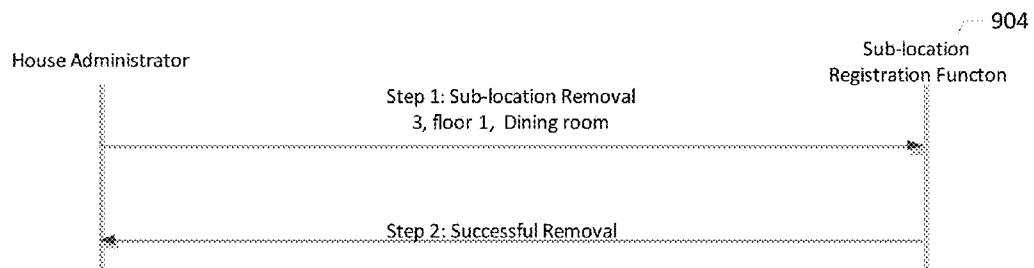 904
House Administrator
Sub-location
Registration Functon
Step 1: Sub-location Removal
3, floor 1, Dining room
Step 2: Successful Removal